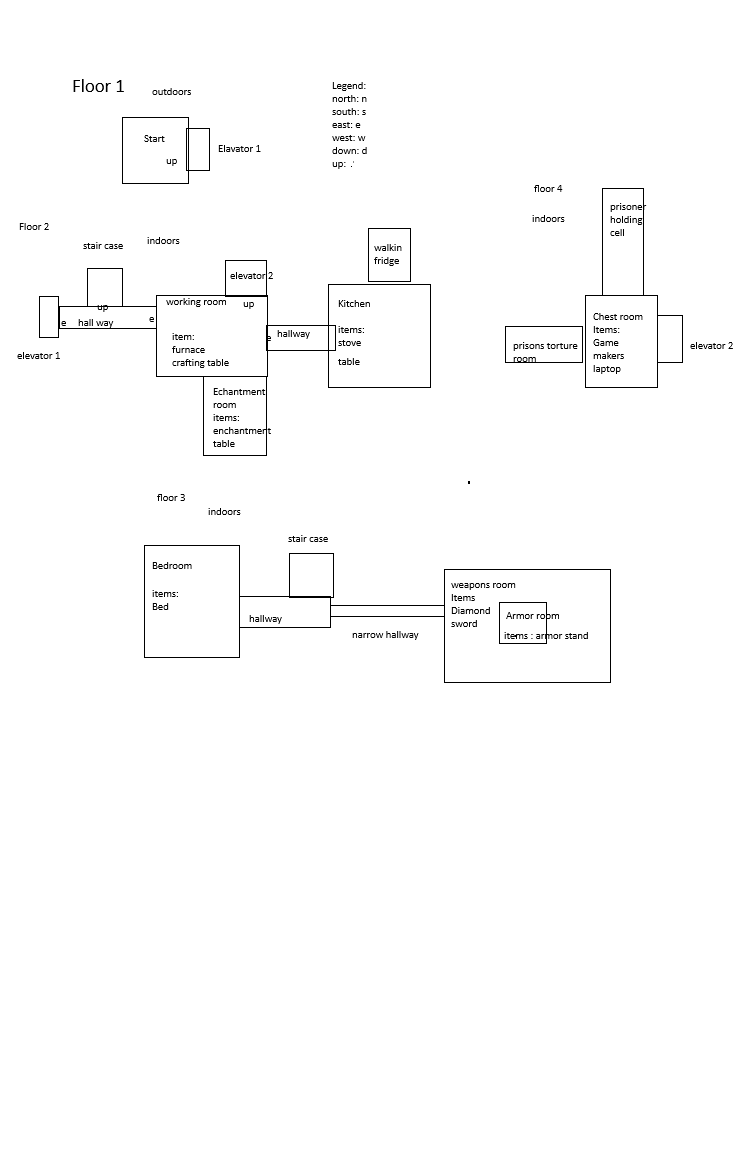 Floor 1
outdoors
Start
up
Elavator 1
Legend:
north: n
south: s
east: e
west: w
down: d
up: .'
floor 4
indoors
prisoner
holding
cell
Chest room
Items:
Game
makers
laptop
prisons torture
room
elevator 2
Floor 2
stair case
indoors
up
e
hall way
e
elevator 1
working room
elevator 2
up
item:
furnace
crafting table
e
hallway
walkin
fridge
Kitchen
items:
stove
table
Echantment
room
items:
enchantment
table
floor 3
indoors
stair case
Bedroom
items:
Bed
hallway
narrow hallway
weapons room
Items
Diamond
sword
Armor room
items : armor stand